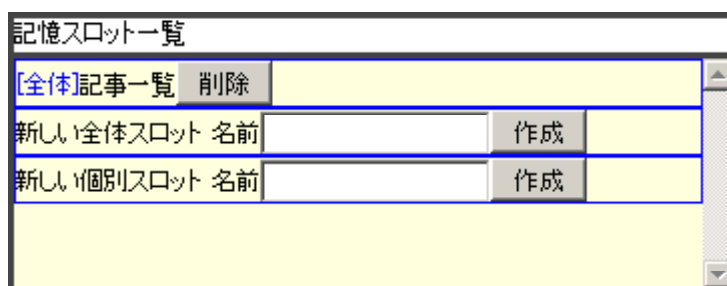 記憶スロット一覧
[全体]記事一覧 削除
新しい全体スロット 名前 作成
新しい個別スロット 名前 作成